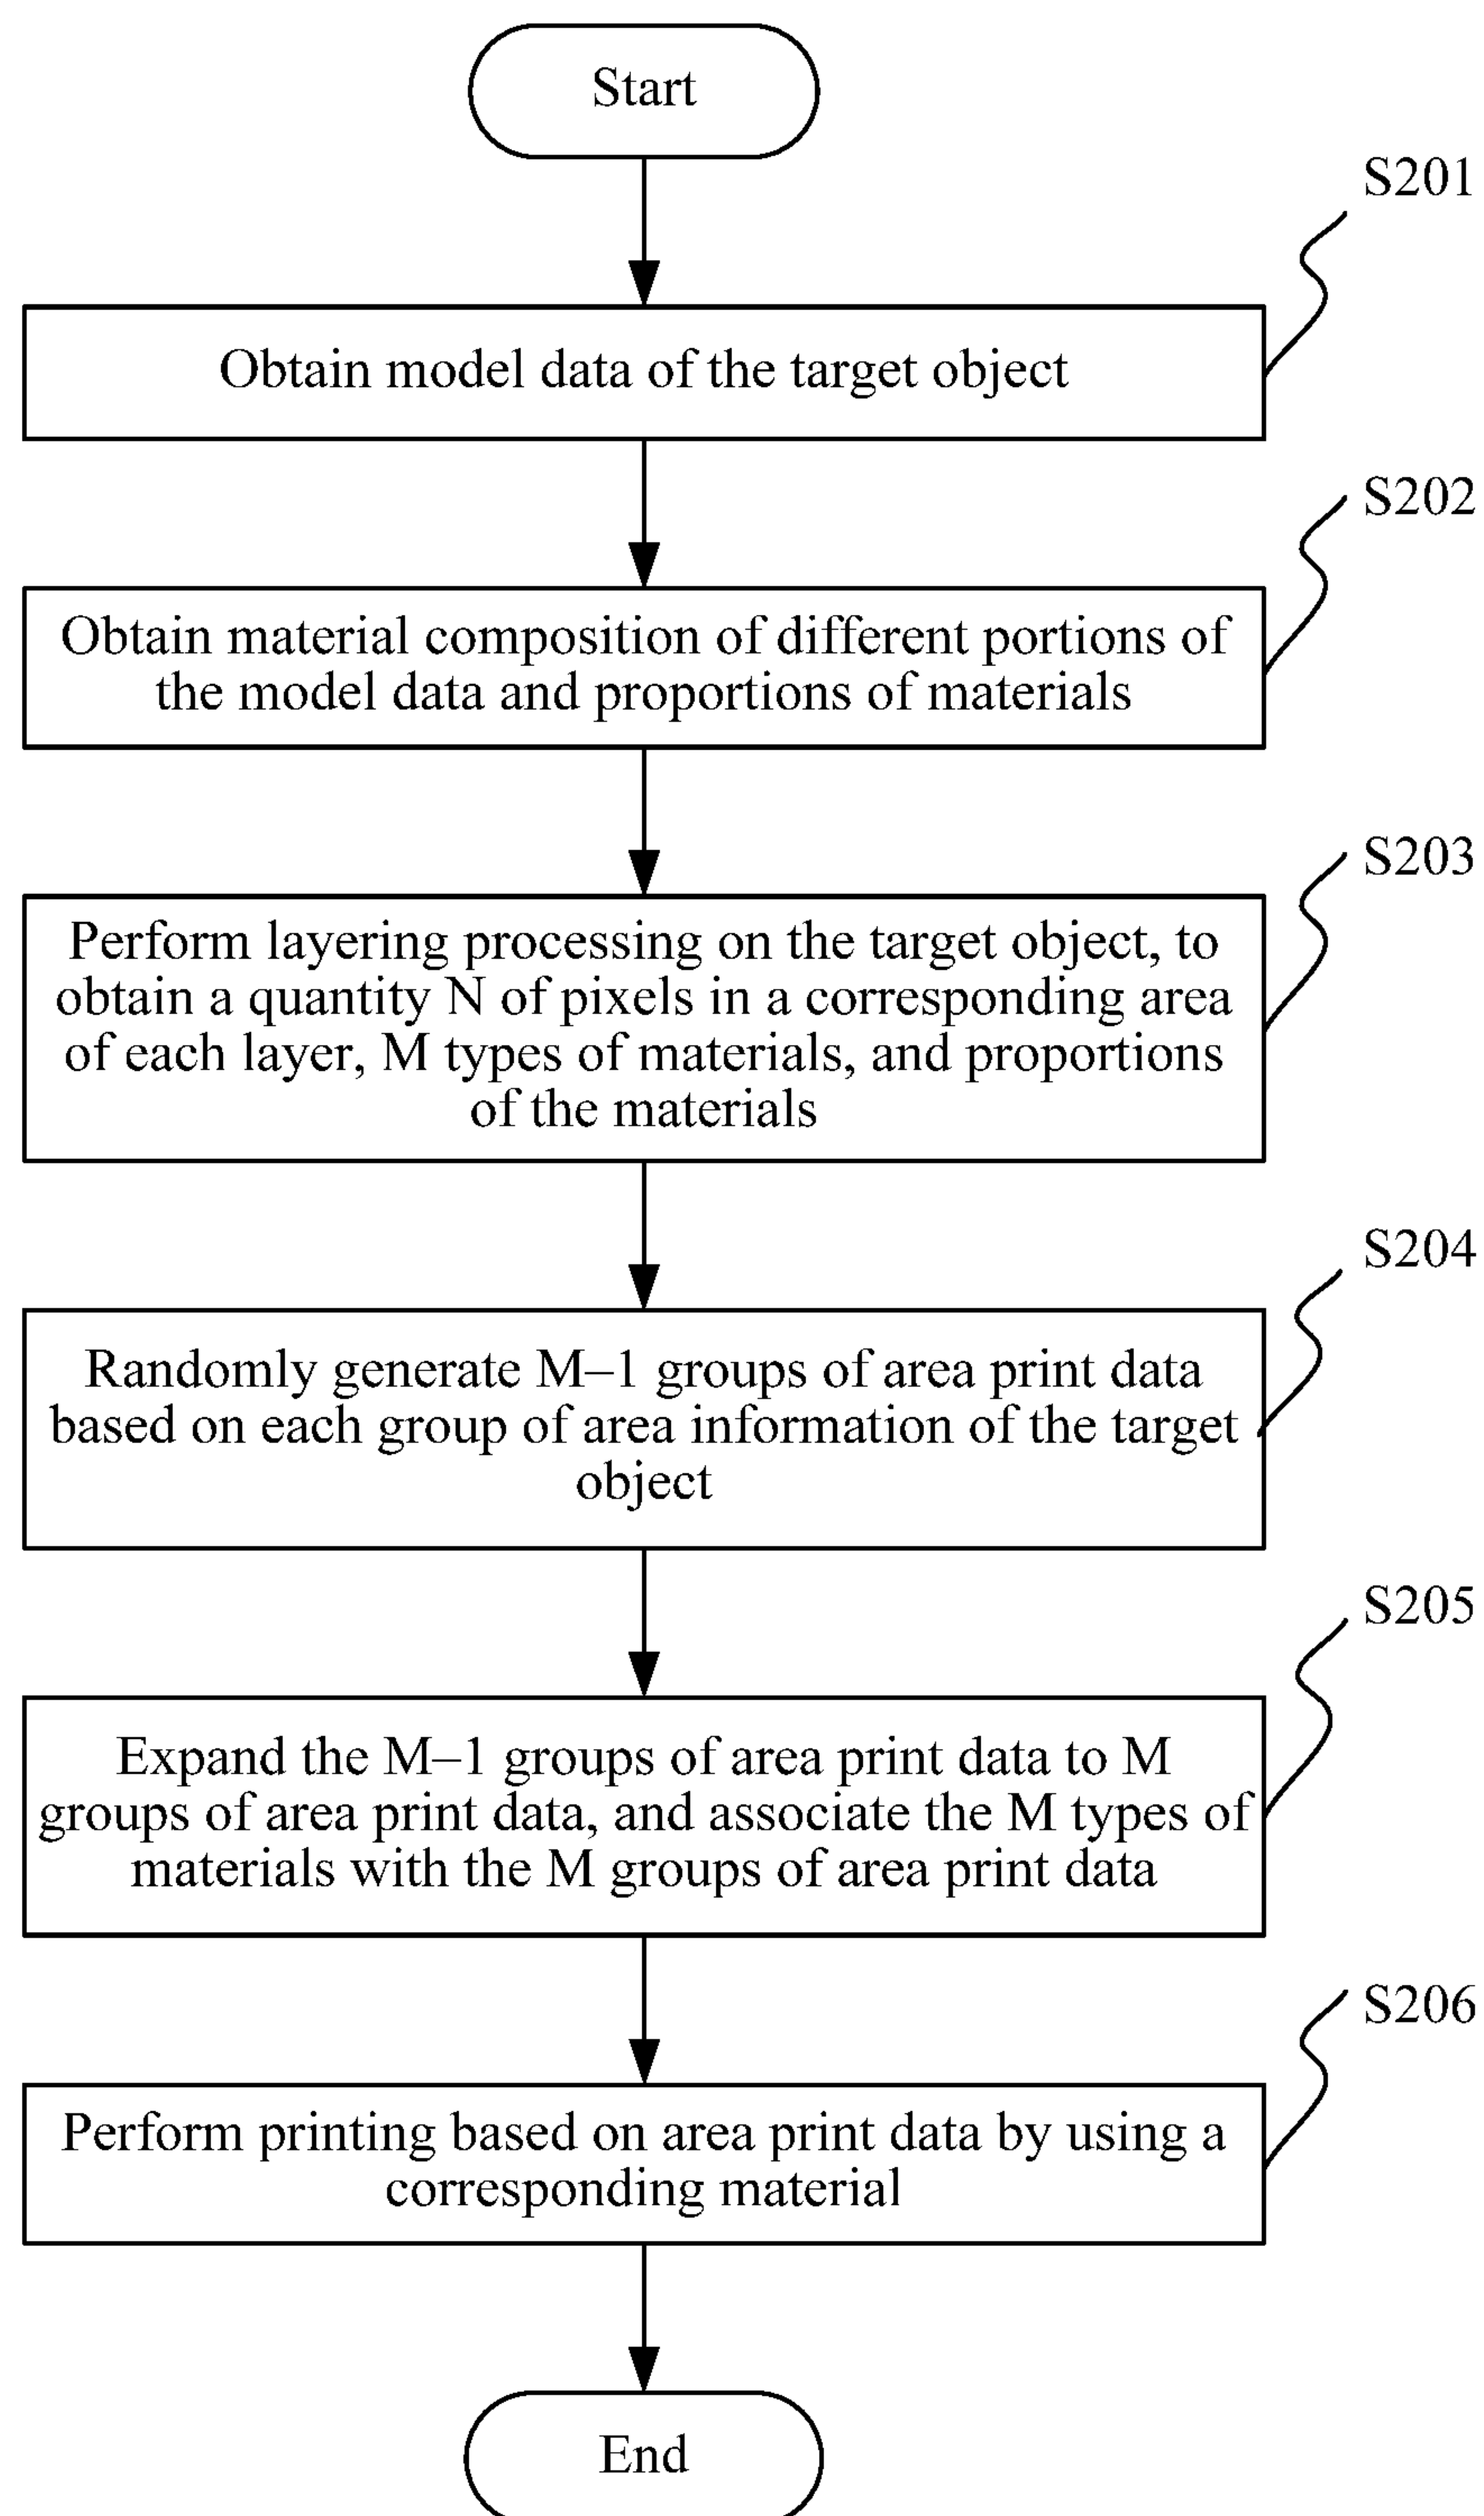 Start
S201
Obtain model data of the target object
S202
Obtain material composition of different portions of
the model data and proportions of materials
S203
Perform layering processing on the target object, to
obtain a quantity N of pixels in a corresponding area
of each layer, M types of materials, and proportions
of the materials
S204
Randomly generate M–1 groups of area print data
based on each group of area information of the target
object
S205
Expand the M–1 groups of area print data to M
groups of area print data, and associate the M types of
materials with the M groups of area print data
S206
Perform printing based on area print data by using a
corresponding material
End